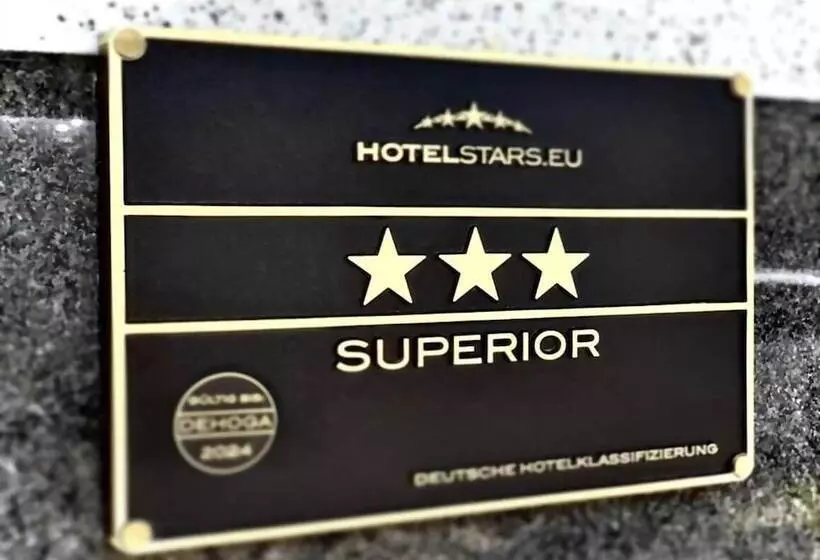 HOTELSTARS.EU
SUPERIOR
GÜLTIG BIS:
DEHOGA
2024
DEUTSCHE HOTELKLASSIFIZIERUNG